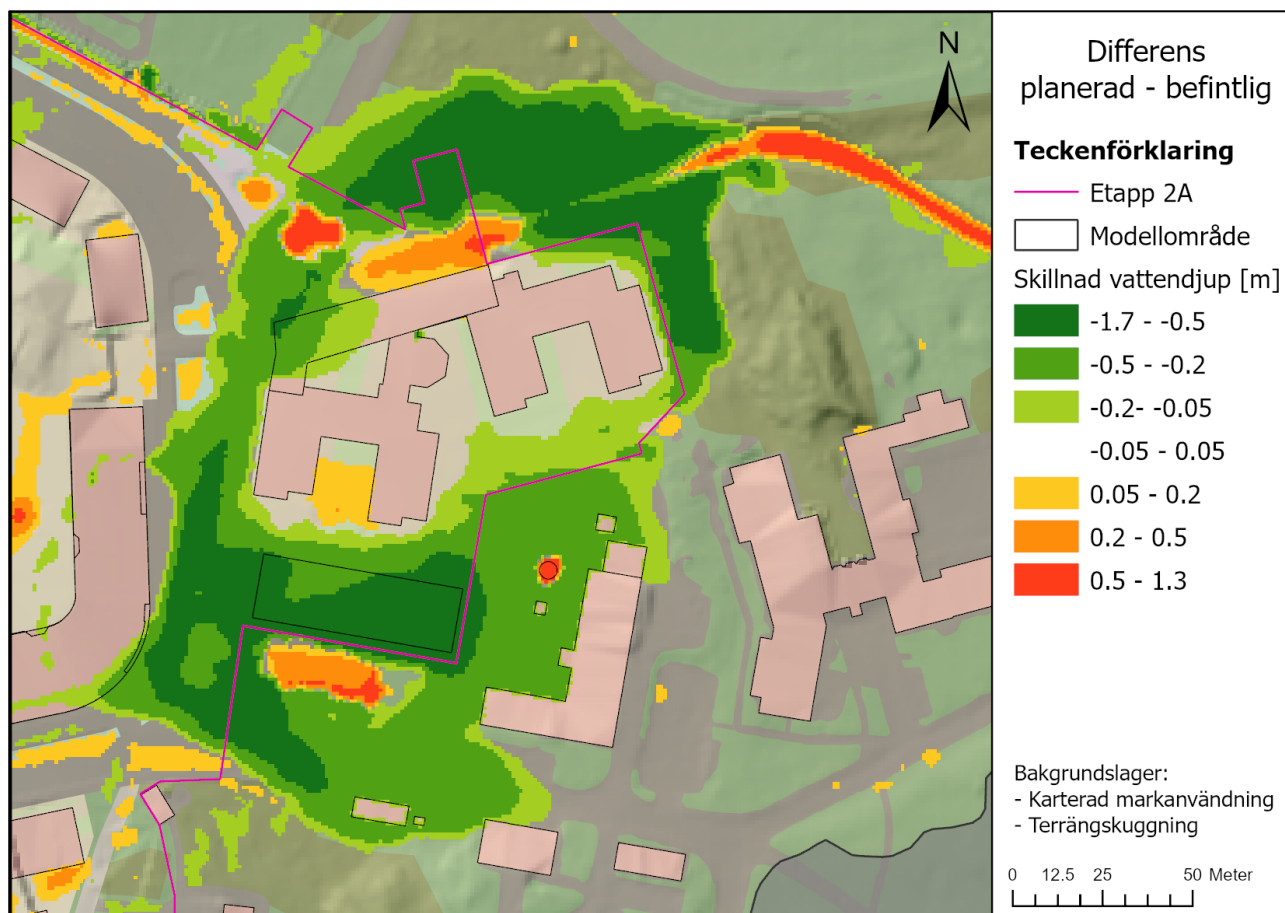 N
Differens
planerad - befintlig
Teckenförklaring
Etapp 2A
Modellområde
Skillnad vattendjup [m]
-1.7 - -0.5
-0.5 - -0.2
-0.2- -0.05
-0.05 - 0.05
0.05 - 0.2
0.2 - 0.5
0.5 - 1.3
Bakgrundslager:
- Karterad markanvändning
- Terrängskuggning
0 12.5 25 50 Meter